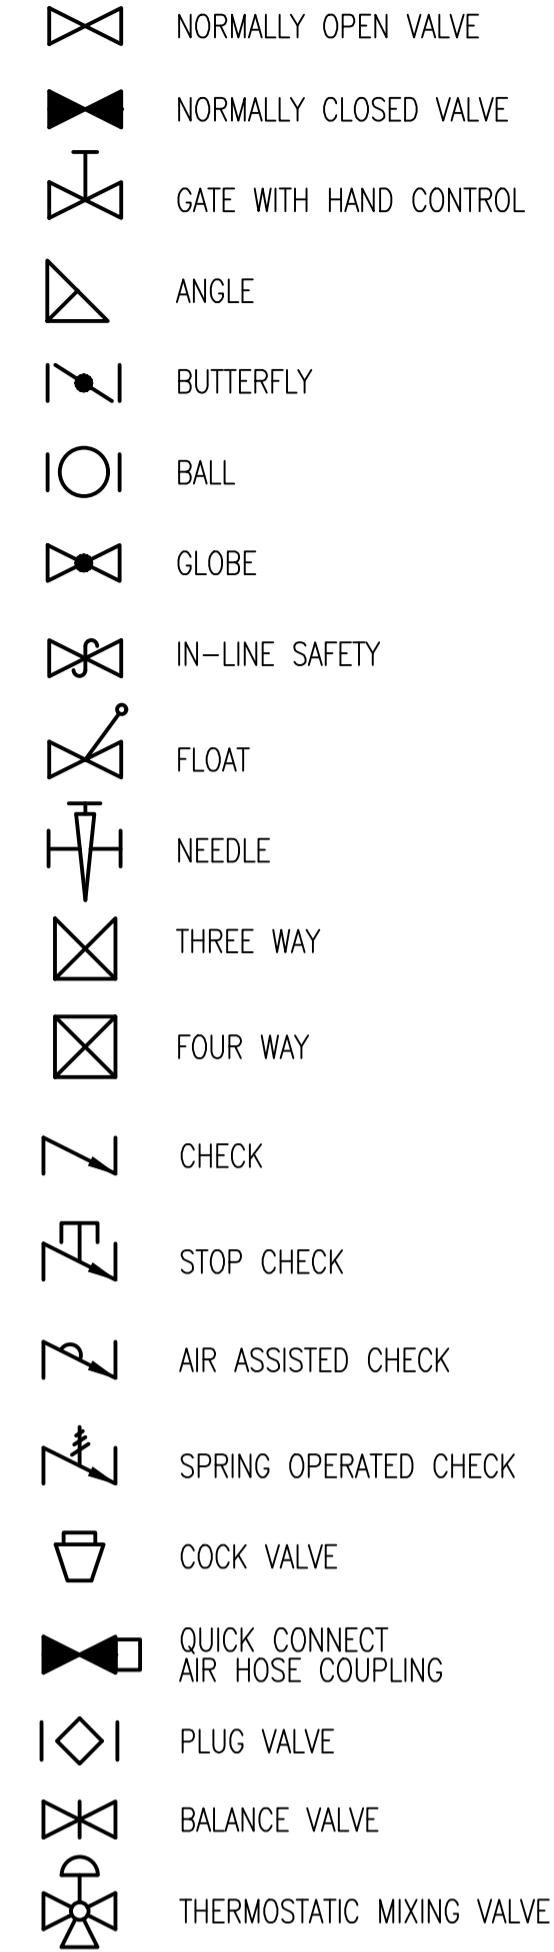 NORMALLY OPEN VALVE
NORMALLY CLOSED VALVE
GATE WITH HAND CONTROL
ANGLE
BUTTERFLY
BALL
GLOBE
IN-LINE SAFETY
FLOAT
NEEDLE
THREE WAY
FOUR WAY
CHECK
STOP CHECK
AIR ASSISTED CHECK
SPRING OPERATED CHECK
COCK VALVE
QUICK CONNECT
AIR HOSE COUPLING
PLUG VALVE
BALANCE VALVE
THERMOSTATIC MIXING VALVE